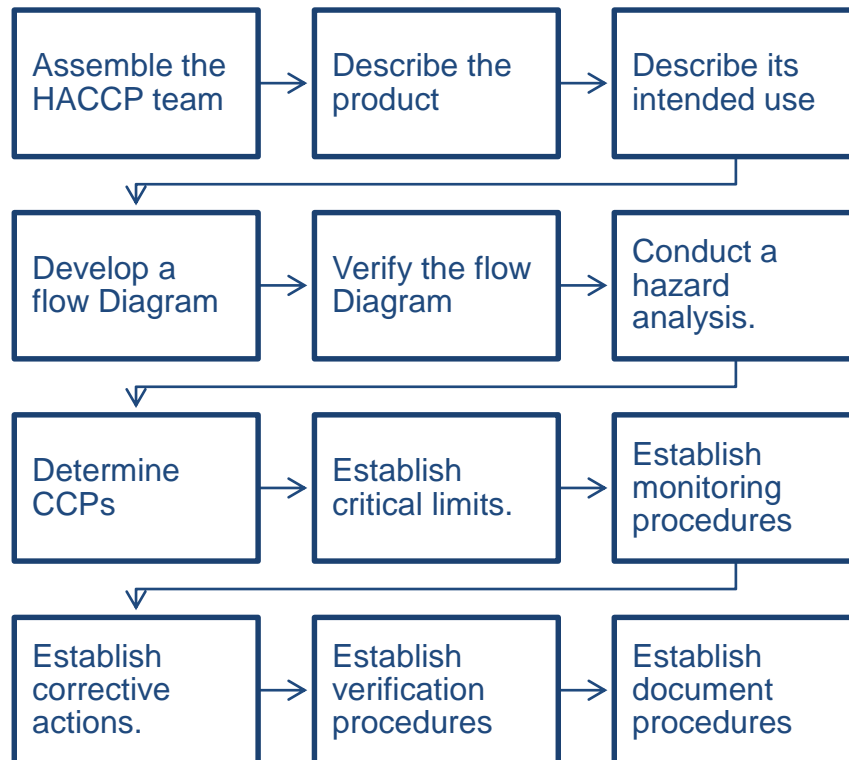 Assemble the
HACCP team
Describe the
product
Describe its
intended use
Develop a
flow Diagram
Verify the flow
Diagram
Conduct a
hazard
analysis.
Determine
CCPs
Establish
critical limits.
Establish
monitoring
procedures
Establish
corrective
actions.
Establish
verification
procedures
Establish
document
procedures